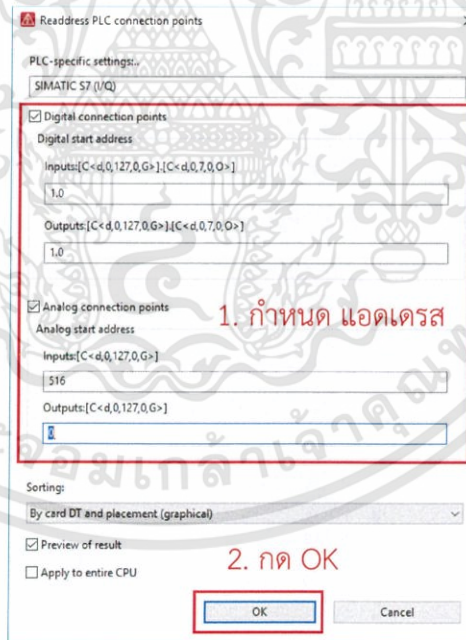 Readdress PLC connection points
PLC-specific settings:..
SIMATIC S7 (I/Q)
Digital connection points
Digital start address
Inputs:[C<d,0,127,0,G>].[C<d,0,7,0,O>]
1.0
Outputs:[C<d,0,127,0,G>].[C<d,0,7,0,O>]
1.0
Analog connection points
1. กำหนด แอดเดรส
Analog start address
Inputs:[C<d,0,127,0,G>]
516
Outputs:[C<d,0,127,0,G>]
0
Sorting:
By card DT and placement (graphical)
Preview of result
2. กด OK
Apply to entire CPU
OK
Cancel